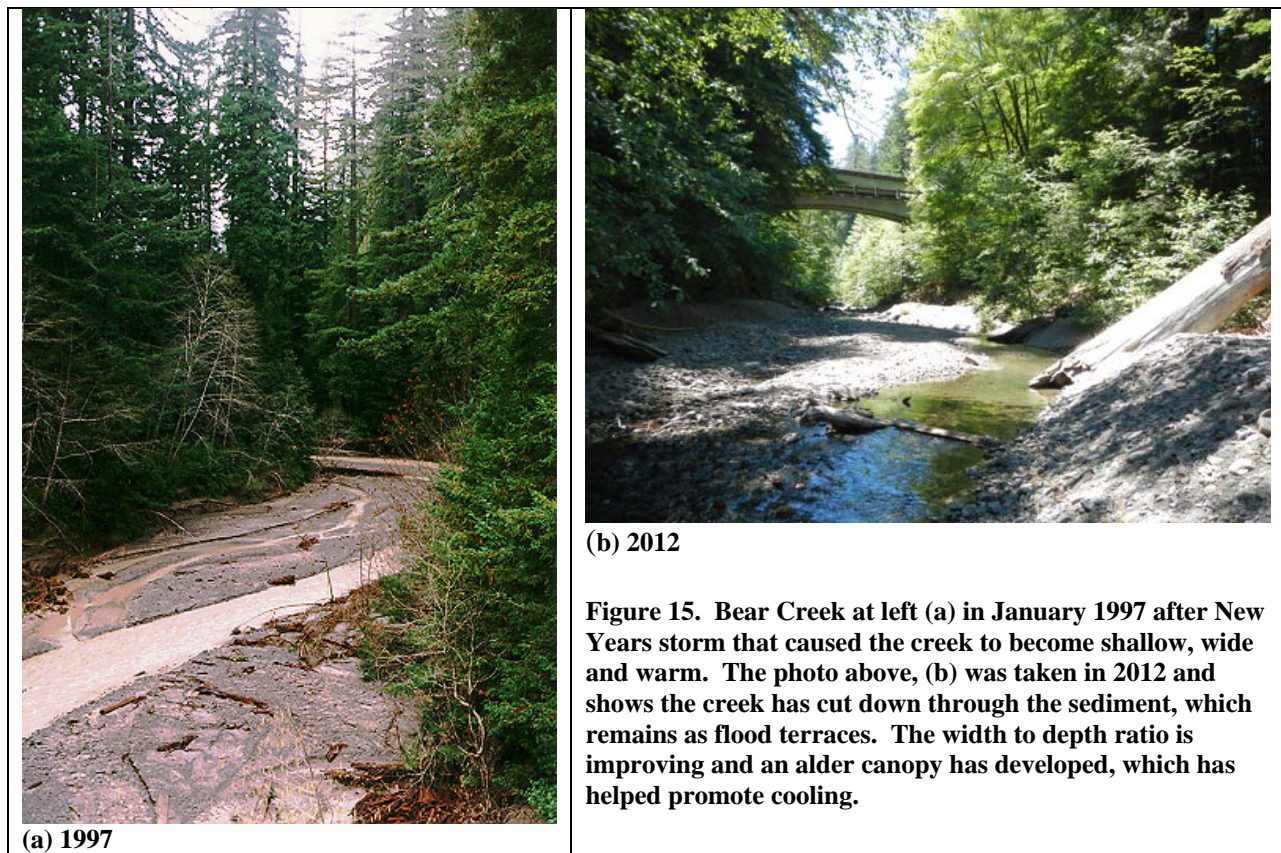 (a) 1997
(b) 2012
Figure 15. Bear Creek at left (a) in January 1997 after New
Years storm that caused the creek to become shallow, wide
and warm. The photo above, (b) was taken in 2012 and
shows the creek has cut down through the sediment, which
remains as flood terraces. The width to depth ratio is
improving and an alder canopy has developed, which has
helped promote cooling.